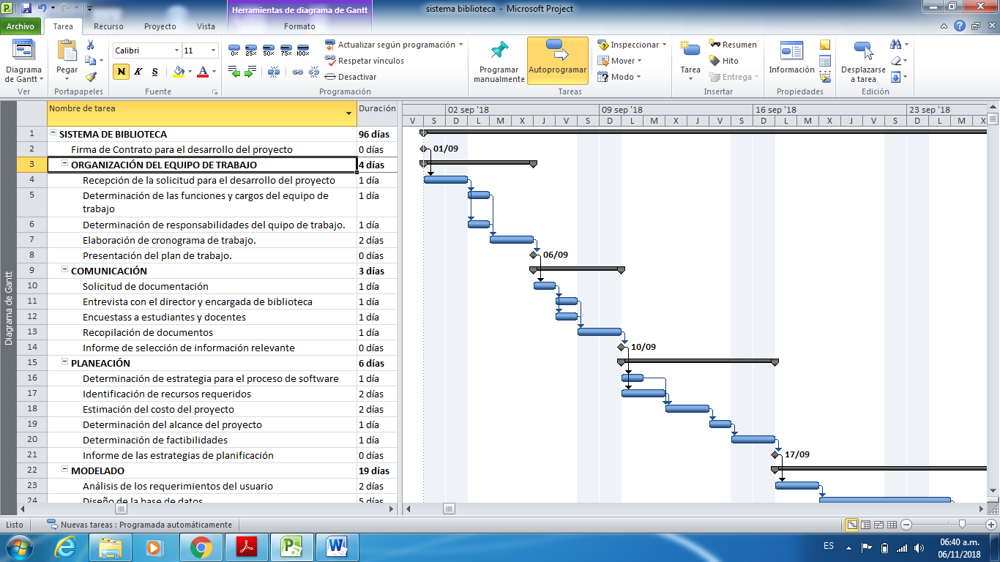 Herramientas de diagrama de Gantt
sistema biblioteca - Microsoft Project
Archivo Tarea Recurso Proyecto Vista Formato
Diagrama de Gantt
Ver
Pegar
Portapapeles
Calibri 11
N K S A
Fuente
0% 25% 50% 75% 100%
Actualizar según programación
Respetar vínculos
Desactivar
Programación
Programar manualmente
Autoprogramar
Inspeccionar
Mover
Modo
Tareas
Tarea
Resumen
Hito
Entrega
Insertar
Información
Propiedades
Desplazarse a tarea
Edición
Nombre de tarea Duración
02 sep '18 09 sep '18 16 sep '18 23 sep '18
V S D L M X J V S D L M X J V S D L M X J V S D L M X
1 SISTEMA DE BIBLIOTECA 96 días
2 Firma de Contrato para el desarrollo del proyecto 0 días 01/09
3 ORGANIZACIÓN DEL EQUIPO DE TRABAJO 4 días
4 Recepción de la solicitud para el desarrollo del proyecto 1 día
5 Determinación de las funciones y cargos del equipo de 1 día
trabajo
6 Determinación de responsabilidades del quipo de trabajo. 1 día
7 Elaboración de cronograma de trabajo. 2 días
8 Presentación del plan de trabajo. 0 días 06/09
9 COMUNICACIÓN 3 días
10 Solicitud de documentación 1 día
11 Entrevista con el director y encargada de biblioteca 1 día
12 Encuestass a estudiantes y docentes 1 día
13 Recopilación de documentos 1 día
14 Informe de selección de información relevante 0 días 10/09
15 PLANEACIÓN 6 días
16 Determinación de estrategia para el proceso de software 1 día
17 Identificación de recursos requeridos 2 días
18 Estimación del costo del proyecto 2 días
19 Determinación del alcance del proyecto 1 día
20 Determinación de factibilidades 1 día
21 Informe de las estrategias de planificación 0 días 17/09
22 MODELADO 19 días
23 Análisis de los requerimientos del usuario 2 días
24 Diseño de la base de datos 5 días
Diagrama de Gantt
Listo Nuevas tareas : Programada automáticamente
ES 06:40 a.m.
06/11/2018